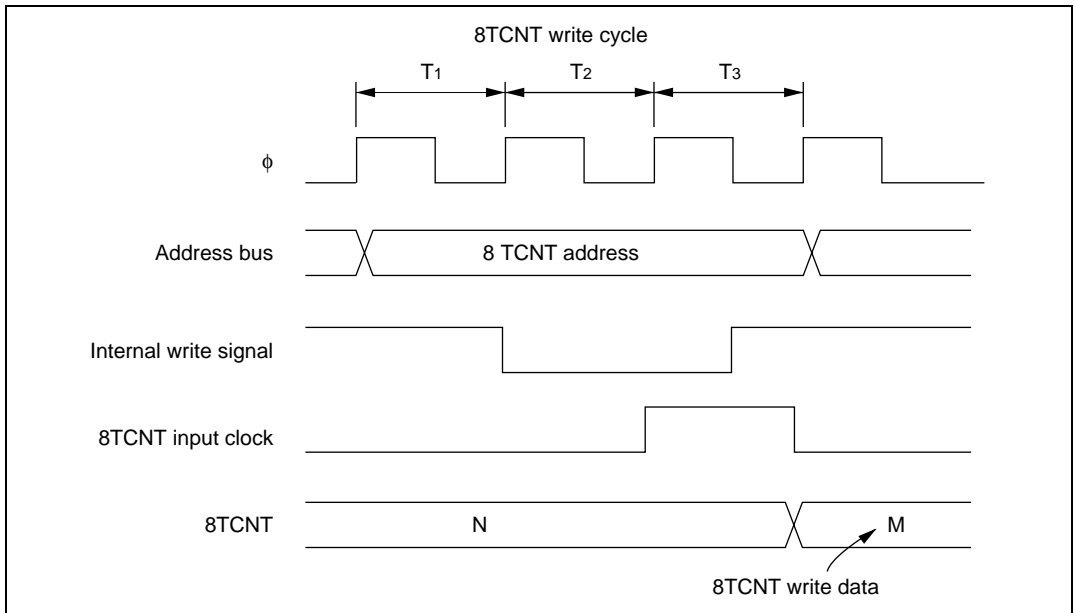 8TCNT write cycle
T1 T2 T3
φ
Address bus
8 TCNT address
Internal write signal
8TCNT input clock
8TCNT
N
M
8TCNT write data